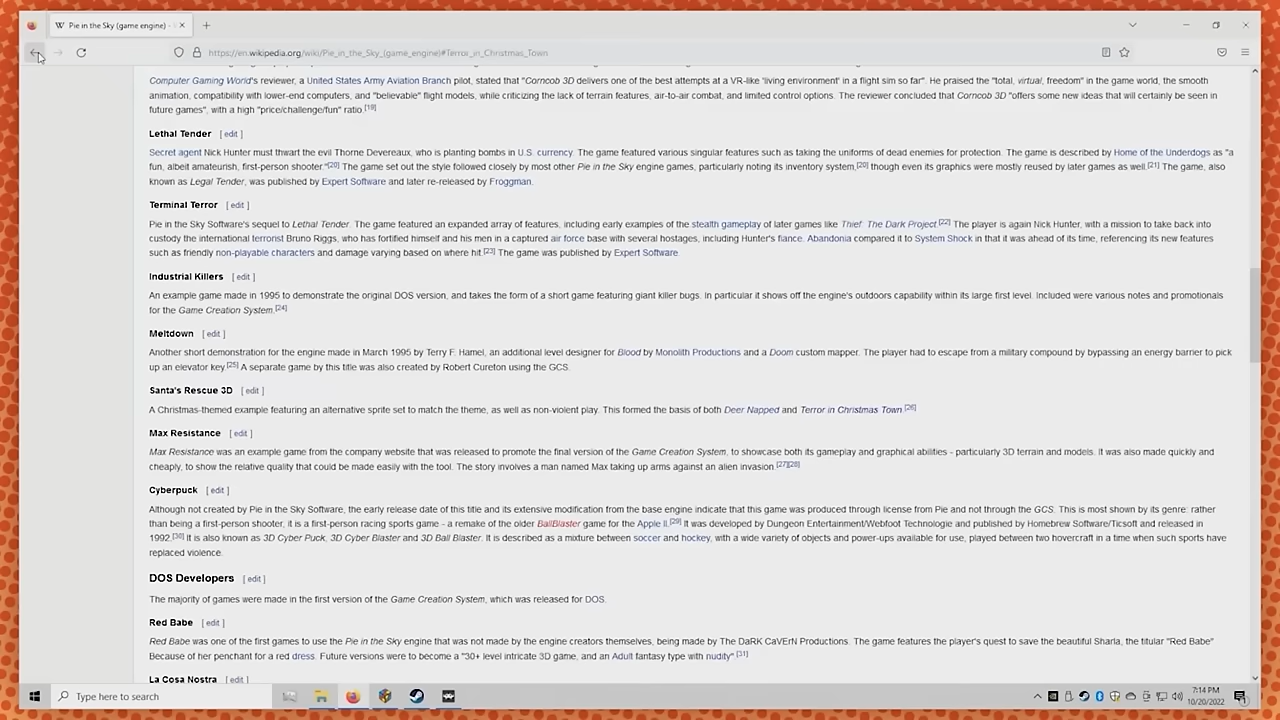 Pie in the Sky (game engine) -
https://en.wikipedia.org/wiki/Pie_in_the_Sky_(game_engine)#Terror_in_Christmas_Town
Computer Gaming World's reviewer, a United States Army Aviation Branch pilot, stated that "Corncob 3D delivers one of the best attempts at a VR-like 'living environment' in a flight sim so far". He praised the "total, virtual, freedom" in the game world, the smooth
animation, compatibility with lower-end computers, and "believable" flight models, while criticizing the lack of terrain features, air-to-air combat, and limited control options. The reviewer concluded that Corncob 3D "offers some new ideas that will certainly be seen in
future games", with a high "price/challenge/fun" ratio.[19]
Lethal Tender [ edit ]
Secret agent Nick Hunter must thwart the evil Thorne Devereaux, who is planting bombs in U.S. currency. The game featured various singular features such as taking the uniforms of dead enemies for protection. The game is described by Home of the Underdogs as "a
fun, albeit amateurish, first-person shooter."[20] The game set out the style followed closely by most other Pie in the Sky engine games, particularly noting its inventory system,[20] though even its graphics were mostly reused by later games as well.[21] The game, also
known as Legal Tender, was published by Expert Software and later re-released by Froggman.
Terminal Terror [ edit ]
Pie in the Sky Software's sequel to Lethal Tender. The game featured an expanded array of features, including early examples of the stealth gameplay of later games like Thief: The Dark Project.[22] The player is again Nick Hunter, with a mission to take back into
custody the international terrorist Bruno Riggs, who has fortified himself and his men in a captured air force base with several hostages, including Hunter's fiance. Abandonia compared it to System Shock in that it was ahead of its time, referencing its new features
such as friendly non-playable characters and damage varying based on where hit.[23] The game was published by Expert Software.
Industrial Killers [ edit ]
An example game made in 1995 to demonstrate the original DOS version, and takes the form of a short game featuring giant killer bugs. In particular it shows off the engine's outdoors capability within its large first level. Included were various notes and promotionals
for the Game Creation System.[24]
Meltdown [ edit ]
Another short demonstration for the engine made in March 1995 by Terry F. Hamel, an additional level designer for Blood by Monolith Productions and a Doom custom mapper. The player had to escape from a military compound by bypassing an energy barrier to pick
up an elevator key.[25] A separate game by this title was also created by Robert Cureton using the GCS.
Santa's Rescue 3D [ edit ]
A Christmas-themed example featuring an alternative sprite set to match the theme, as well as non-violent play. This formed the basis of both Deer Napped and Terror in Christmas Town.[26]
Max Resistance [ edit ]
Max Resistance was an example game from the company website that was released to promote the final version of the Game Creation System, to showcase both its gameplay and graphical abilities - particularly 3D terrain and models. It was also made quickly and
cheaply, to show the relative quality that could be made easily with the tool. The story involves a man named Max taking up arms against an alien invasion.[27][28]
Cyberpuck [ edit ]
Although not created by Pie in the Sky Software, the early release date of this title and its extensive modification from the base engine indicate that this game was produced through license from Pie and not through the GCS. This is most shown by its genre: rather
than being a first-person shooter, it is a first-person racing sports game - a remake of the older BallBlaster game for the Apple II.[29] It was developed by Dungeon Entertainment/Webfoot Technologie and published by Homebrew Software/Ticsoft and released in
1992.[30] It is also known as 3D Cyber Puck, 3D Cyber Blaster and 3D Ball Blaster. It is described as a mixture between soccer and hockey, with a wide variety of objects and power-ups available for use, played between two hovercraft in a time when such sports have
replaced violence.
DOS Developers [ edit ]
The majority of games were made in the first version of the Game Creation System, which was released for DOS.
Red Babe [ edit ]
Red Babe was one of the first games to use the Pie in the Sky engine that was not made by the engine creators themselves, being made by The DaRK CaVErN Productions. The game features the player's quest to save the beautiful Sharla, the titular "Red Babe"
Because of her penchant for a red dress. Future versions were to become a "30+ level intricate 3D game, and an Adult fantasy type with nudity" [31]
La Cosa Nostra [ edit ]
Type here to search
7:14 PM
10/20/2022